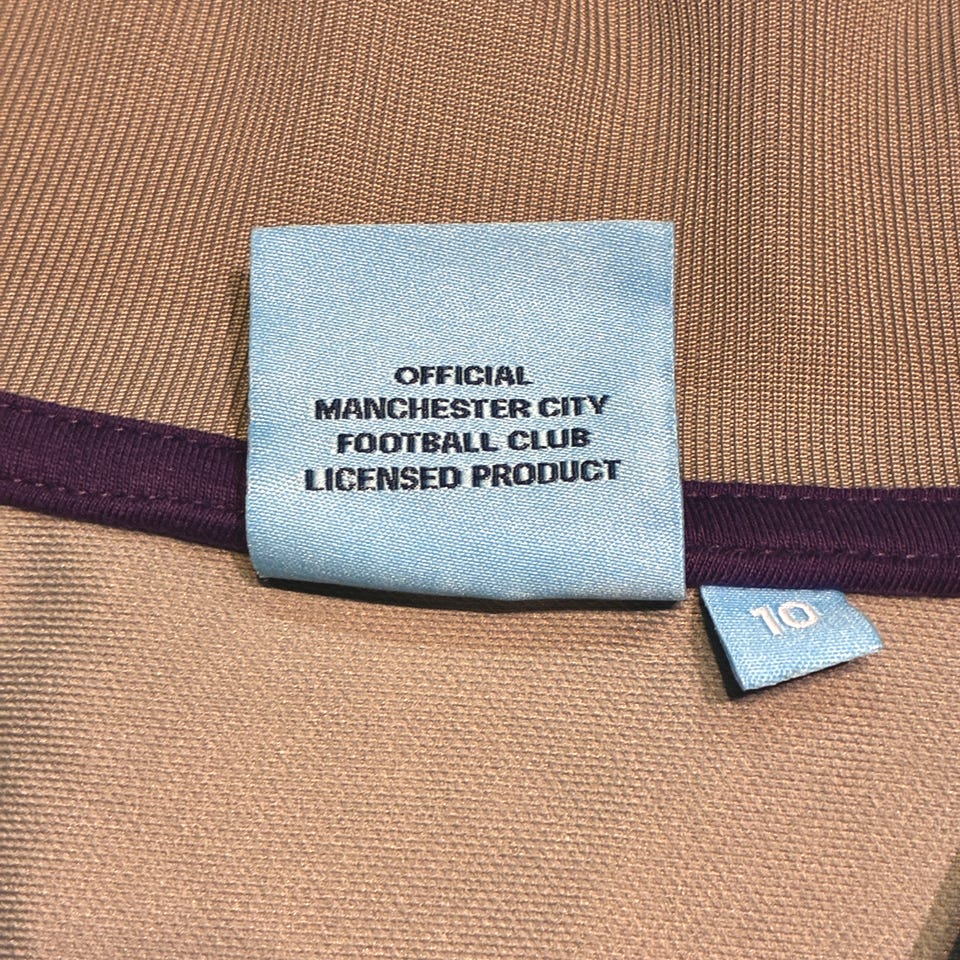 OFFICIAL
MANCHESTER CITY
FOOTBALL CLUB
LICENSED PRODUCT
10